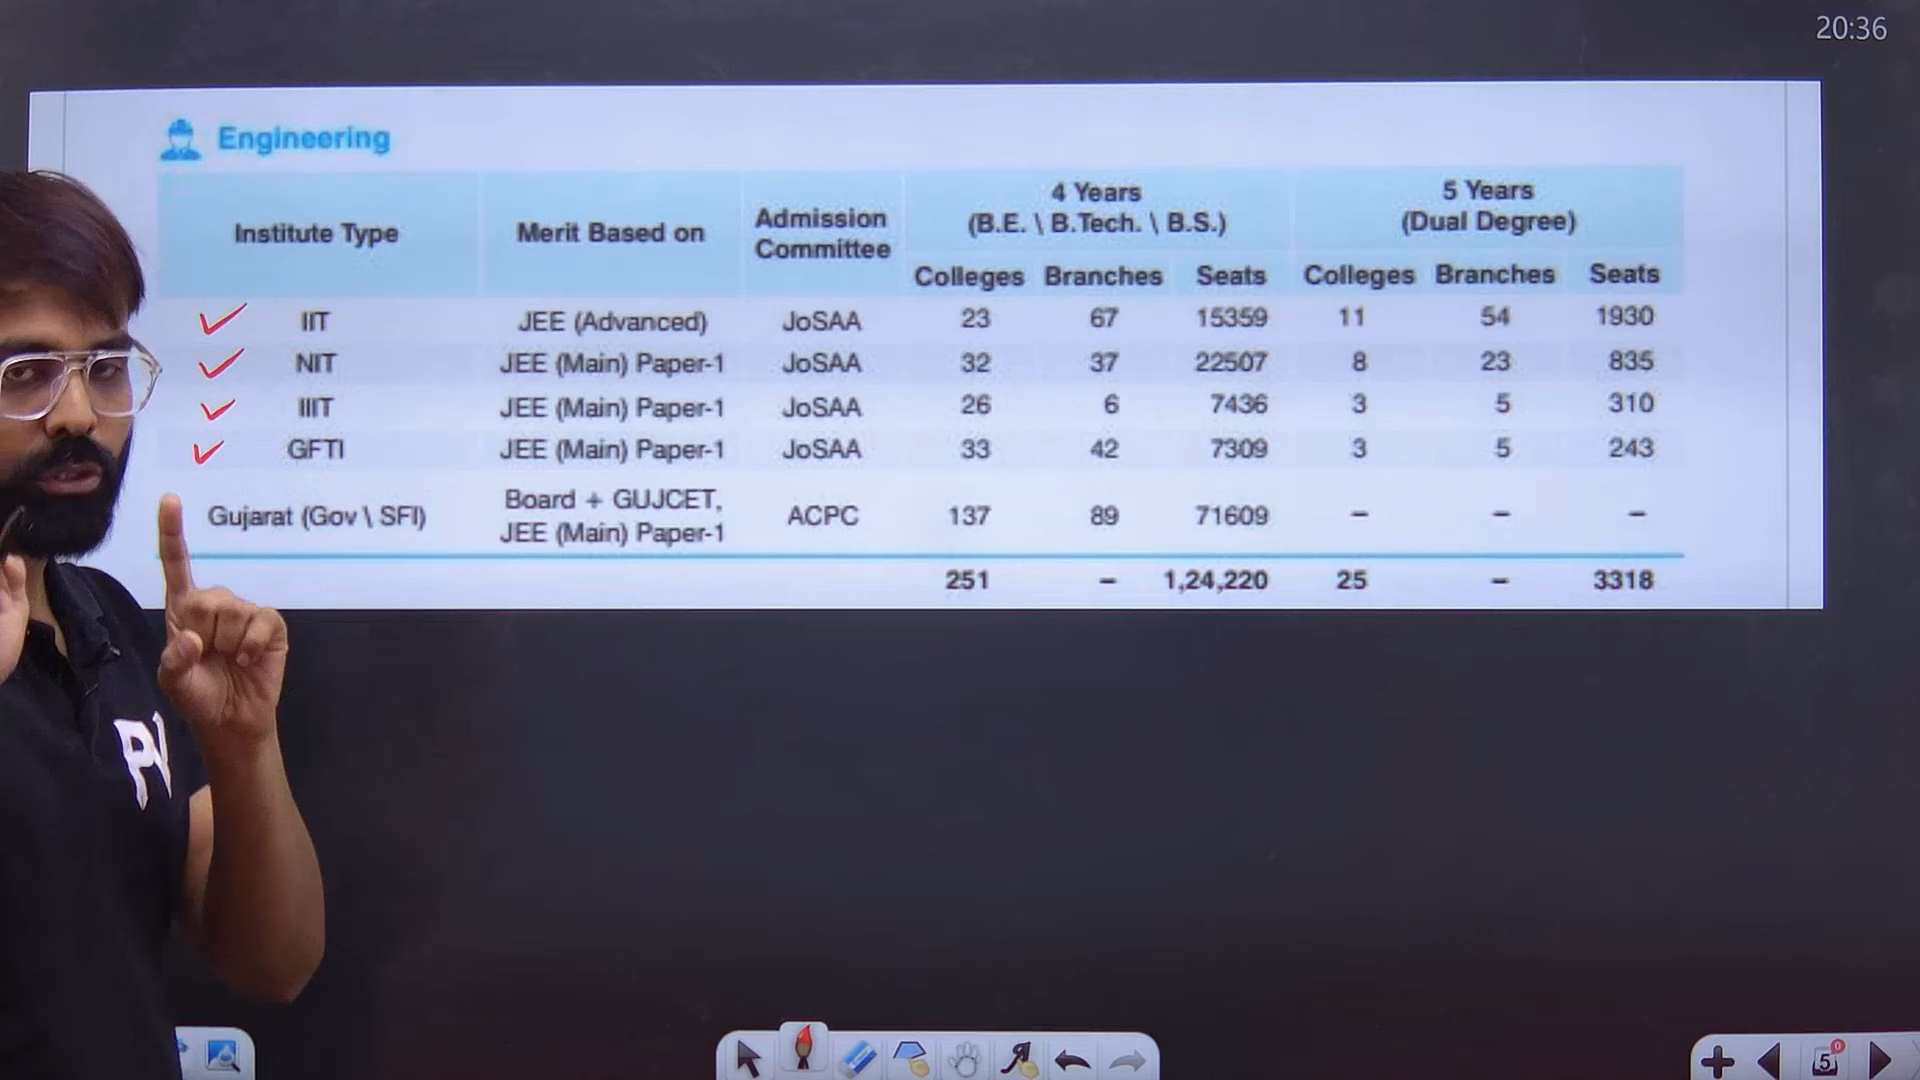 20:36
Engineering
Institute Type Merit Based on Admission Committee 4 Years (B.E. \ B.Tech. \ B.S.) 5 Years (Dual Degree)
Colleges Branches Seats Colleges Branches Seats
IIT JEE (Advanced) JoSAA 23 67 15359 11 54 1930
NIT JEE (Main) Paper-1 JoSAA 32 37 22507 8 23 835
IIIT JEE (Main) Paper-1 JoSAA 26 6 7436 3 5 310
GFTI JEE (Main) Paper-1 JoSAA 33 42 7309 3 5 243
Gujarat (Gov \ SFI) Board + GUJCET, JEE (Main) Paper-1 ACPC 137 89 71609 – – –
251 – 1,24,220 25 – 3318
5 0